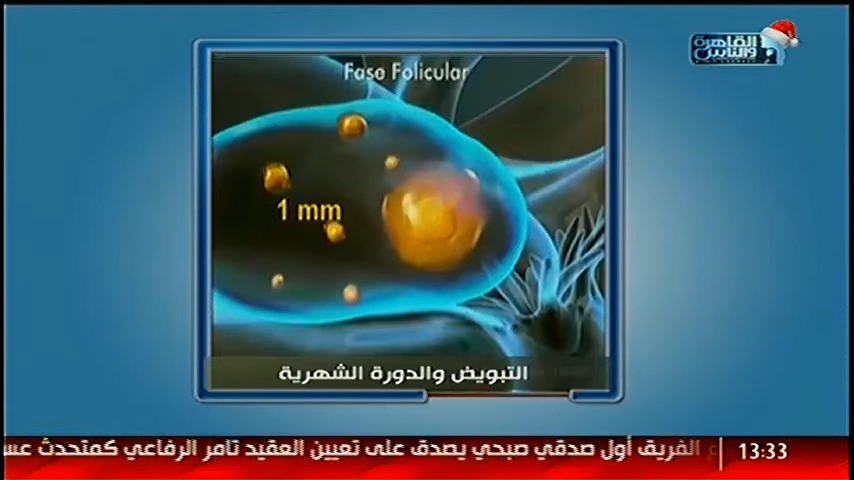 Fase Folicular
القاهرة
والناس
1 mm
التبويض والدورة الشهرية
الفريق أول صدقي صبحي يصدق على تعيين العقيد تامر الرفاعي كمتحدث عس
13:33